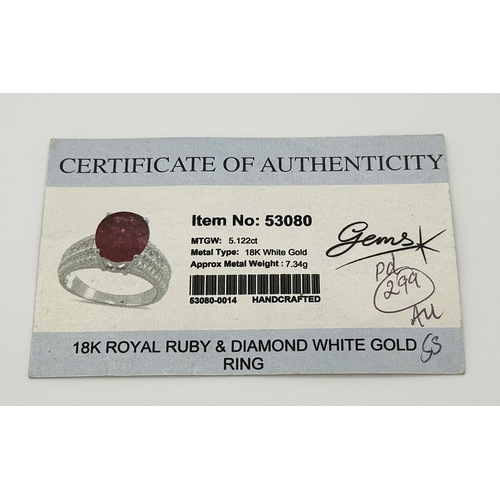 CERTIFICATE OF AUTHENTICITY
Item No: 53080
MTGW: 5.122ct
Metal Type: 18K White Gold
Approx Metal Weight : 7.34g
53080-0014 HANDCRAFTED
Gems
pd
299
AU
GS
18K ROYAL RUBY & DIAMOND WHITE GOLD
RING